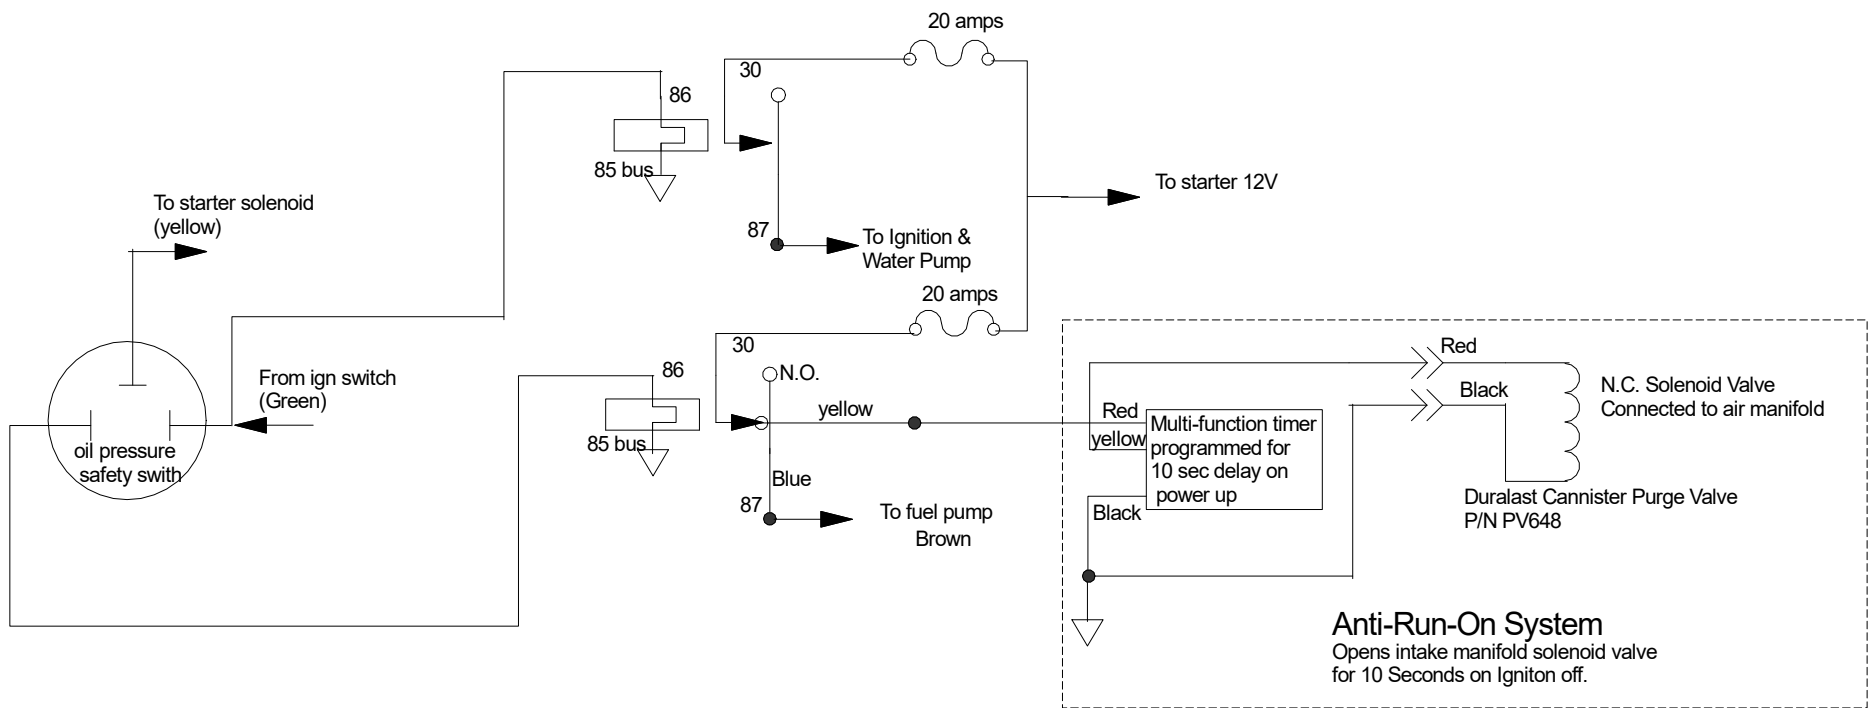 20 amps
30
86
85 bus
To starter 12V
To starter solenoid
(yellow)
87
To Ignition &
Water Pump
20 amps
30
86
N.O.
From ign switch
(Green)
yellow
85 bus
oil pressure
safety swith
Blue
87
To fuel pump
Brown
Red
Black
N.C. Solenoid Valve
Connected to air manifold
Red
yellow
Multi-function timer
programmed for
10 sec delay on
power up
Black
Duralast Cannister Purge Valve
P/N PV648
Anti-Run-On System
Opens intake manifold solenoid valve
for 10 Seconds on Igniton off.